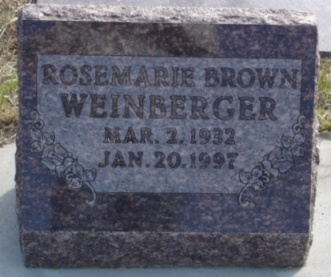 ROSEMARIE BROWN
WEINBERGER
MAR. 2. 1932
JAN. 20. 1997